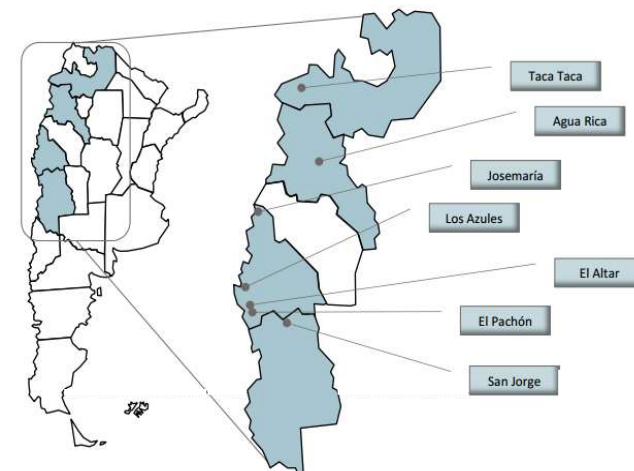 Taca Taca
Agua Rica
Josemaría
Los Azules
El Altar
El Pachón
San Jorge